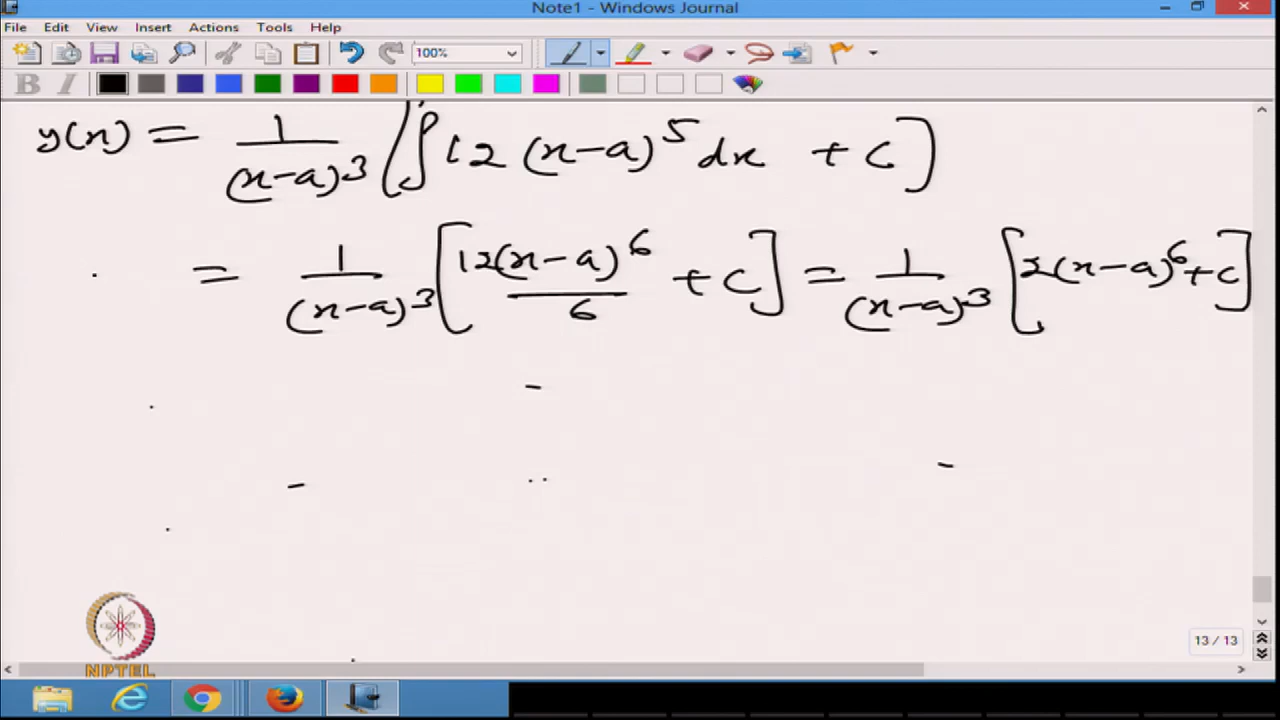 Note1 - Windows Journal
File Edit View Insert Actions Tools Help
100%
B I
y(x) = 1/(x-a)^3 [∫ 12 (x-a)^5 dx + c]
= 1/(x-a)^3 [12(x-a)^6/6 + c] = 1/(x-a)^3 [2(x-a)^6 + c]
13 / 13
NPTEL